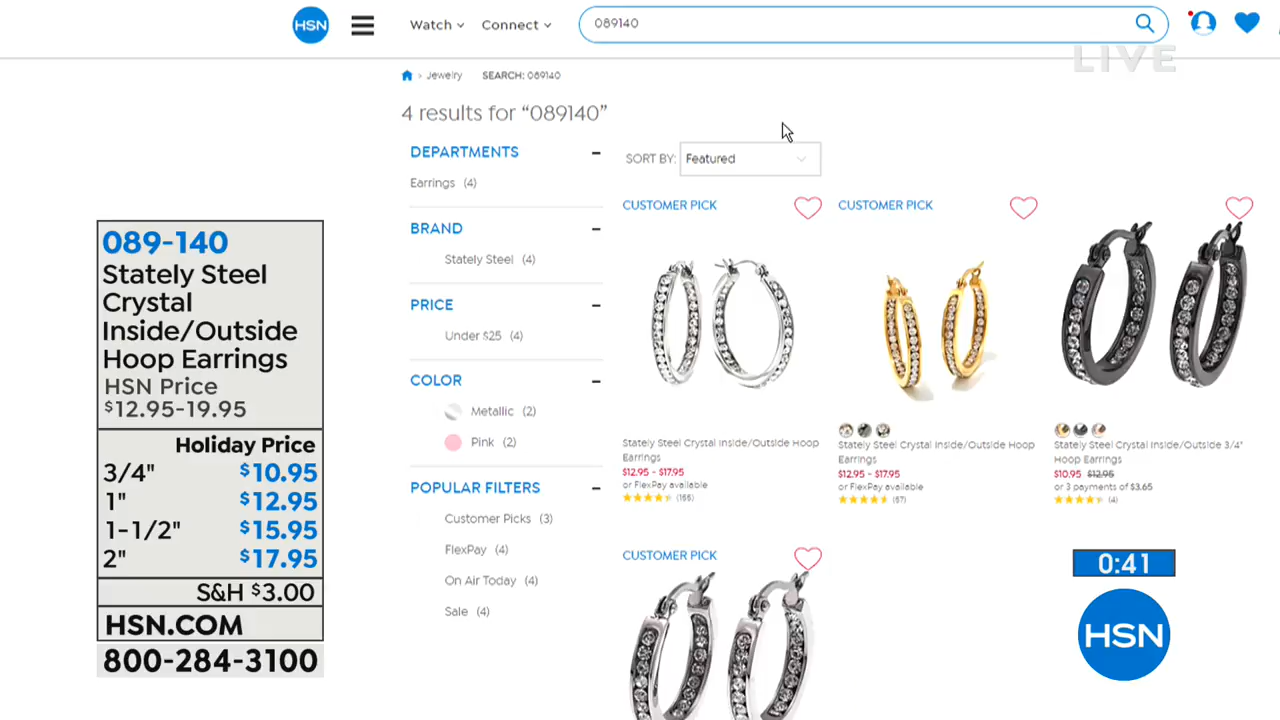 HSN
Watch
Connect
089140
LIVE
Jewelry
SEARCH: 089140
4 results for “089140”
DEPARTMENTS
Earrings (4)
BRAND
Stately Steel (4)
PRICE
Under $25 (4)
COLOR
Metallic (2)
Pink (2)
POPULAR FILTERS
Customer Picks (3)
FlexPay (4)
On Air Today (4)
Sale (4)
SORT BY: Featured
CUSTOMER PICK
Stately Steel Crystal Inside/Outside Hoop
Earrings
$12.95 - $17.95
or FlexPay available
(166)
CUSTOMER PICK
Stately Steel Crystal Inside/Outside Hoop
Earrings
$12.95 - $17.95
or FlexPay available
(57)
Stately Steel Crystal Inside/Outside 3/4"
Hoop Earrings
$10.95 $12.95
or 3 payments of $3.65
(4)
CUSTOMER PICK
089-140
Stately Steel
Crystal
Inside/Outside
Hoop Earrings
HSN Price
$12.95-19.95
Holiday Price
3/4" $10.95
1" $12.95
1-1/2" $15.95
2" $17.95
S&H $3.00
HSN.COM
800-284-3100
0:41
HSN